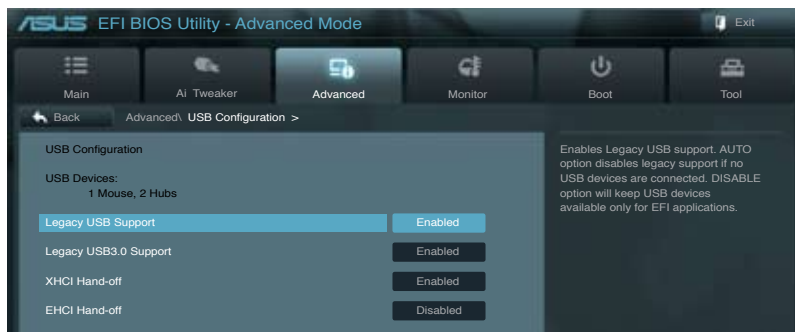 ASUS EFI BIOS Utility - Advanced Mode
Exit
Main
Ai Tweaker
Advanced
Monitor
Boot
Tool
Back
Advanced\ USB Configuration >
USB Configuration
USB Devices:
1 Mouse, 2 Hubs
Legacy USB Support Enabled
Legacy USB3.0 Support Enabled
XHCI Hand-off Enabled
EHCI Hand-off Disabled
Enables Legacy USB support. AUTO
option disables legacy support if no
USB devices are connected. DISABLE
option will keep USB devices
available only for EFI applications.